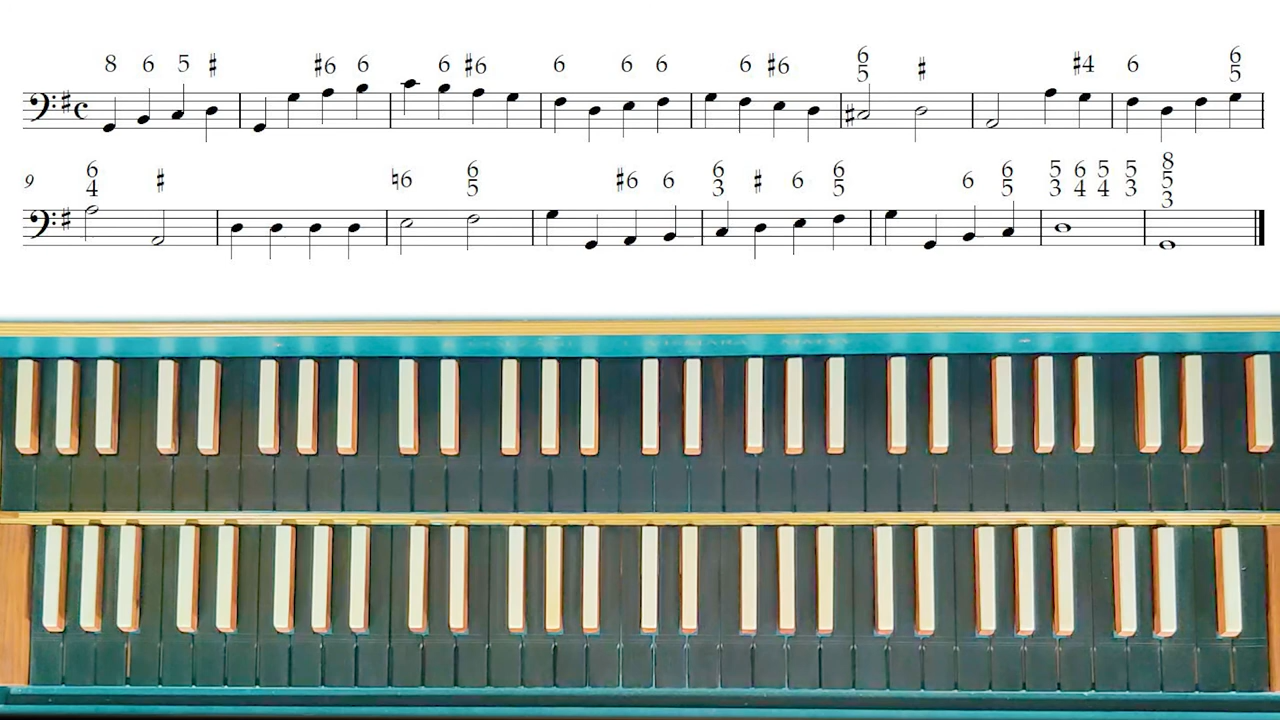 8 6 5 ♯ ♯6 6 6 ♯6 6 6 6 6 ♯6 6 ♯ ♯4 6 6
5 5
9 6 ♯ ♮6 6 ♯6 6 6 ♯ 6 6 6 6 5 6 5 5 8
4 5 3 5 5 3 4 4 3 5
3